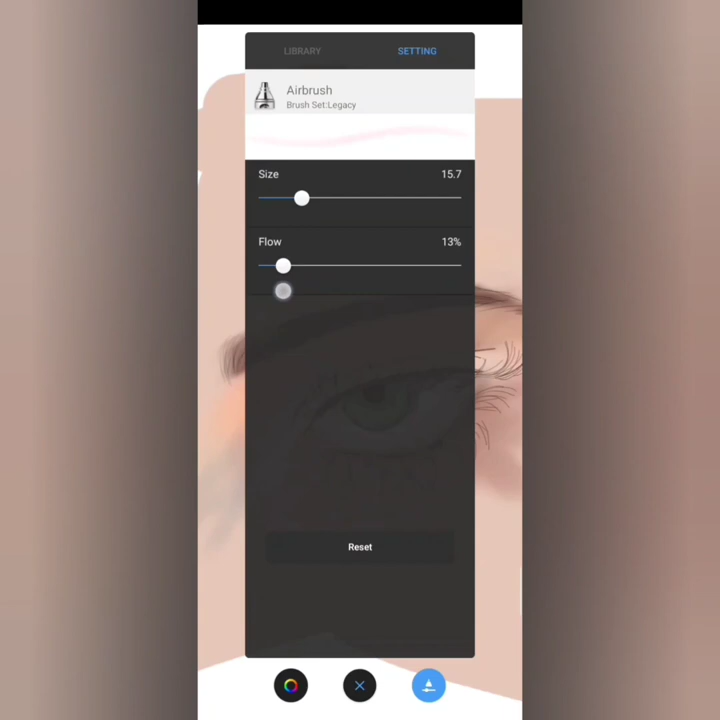 LIBRARY SETTING
Airbrush
Brush Set:Legacy
Size 15.7
Flow 13%
Reset